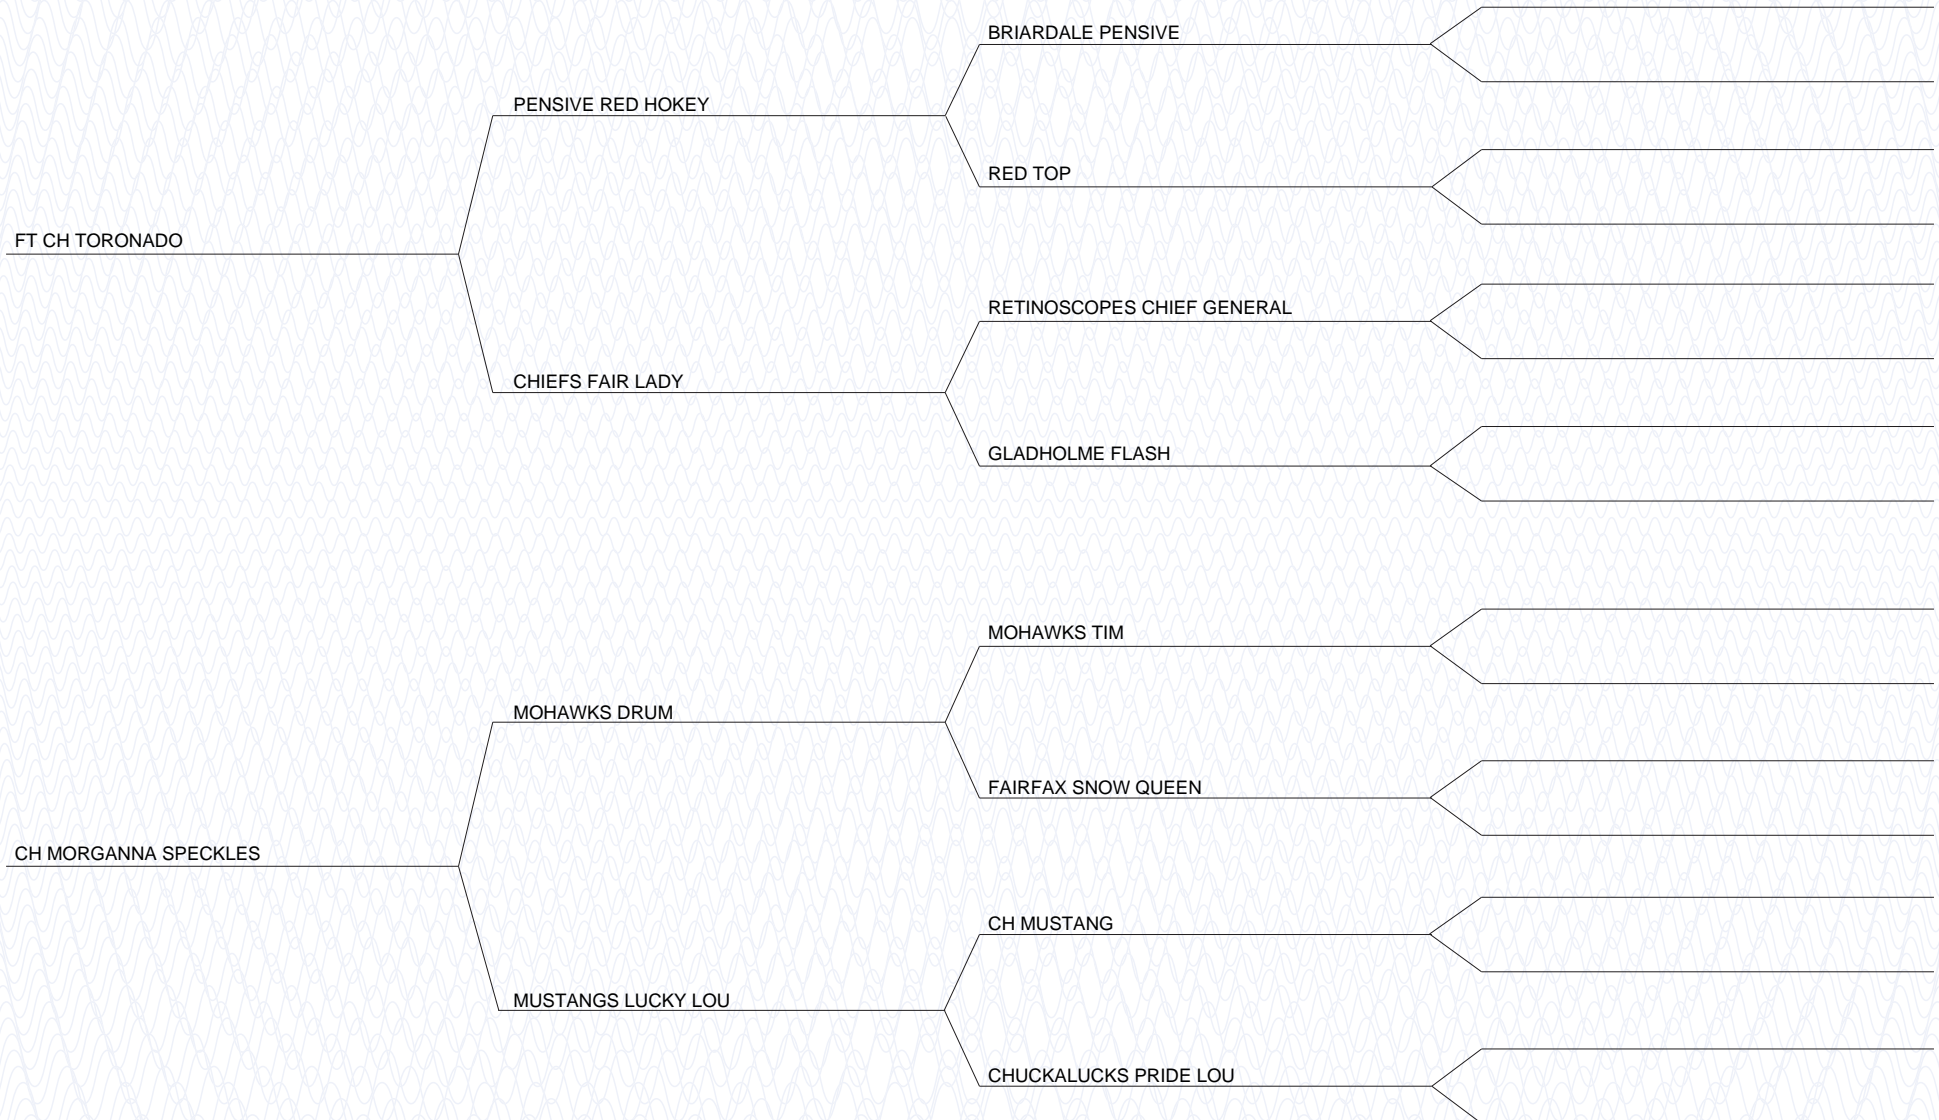 BRIARDALE PENSIVE
PENSIVE RED HOKEY
RED TOP
FT CH TORONADO
RETINOSCOPES CHIEF GENERAL
CHIEFS FAIR LADY
GLADHOLME FLASH
MOHAWKS TIM
MOHAWKS DRUM
FAIRFAX SNOW QUEEN
CH MORGANNA SPECKLES
CH MUSTANG
MUSTANGS LUCKY LOU
CHUCKALUCKS PRIDE LOU